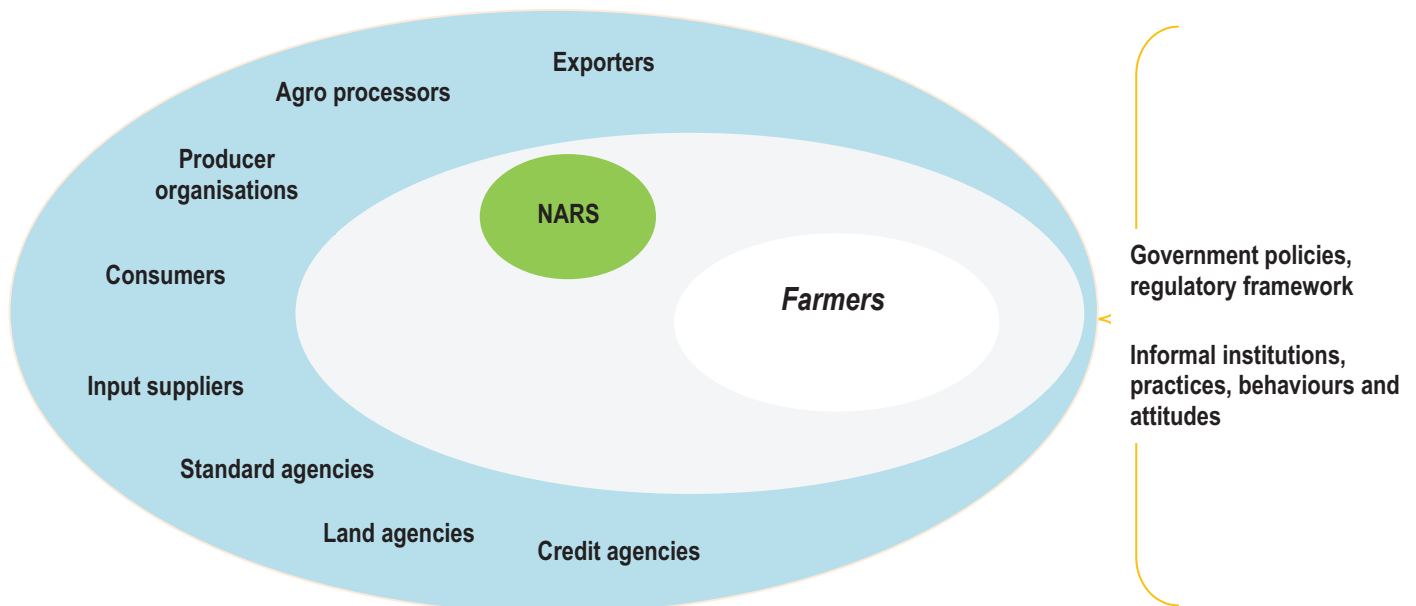 Exporters
Agro processors
Producer
organisations
NARS
Consumers
Farmers
Input suppliers
Standard agencies
Land agencies
Credit agencies
Government policies,
regulatory framework
Informal institutions,
practices, behaviours and
attitudes